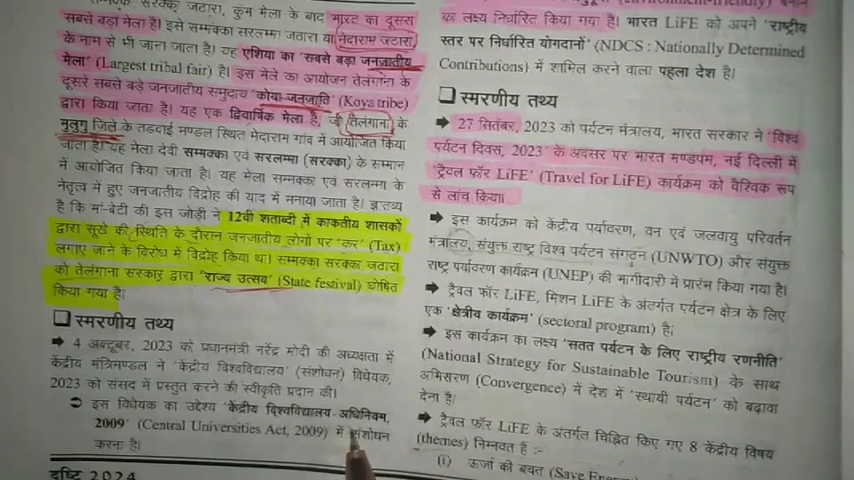 सम्मक्का सरक्का जटारा, कुंभ मेला के बाद भारत का दूसरा
सबसे बड़ा मेला है। इसे सम्मक्का सरलम्मा जटारा या मेदाराम जटारा
के नाम से भी जाना जाता है। यह एशिया का 'सबसे बड़ा जनजातीय
मेला' (Largest tribal fair) है। इस मेले का आयोजन तेलंगाना के
दूसरे सबसे बड़े जनजातीय समुदाय 'कोया जनजाति' (Koya tribe)
द्वारा किया जाता है। यह एक द्विवार्षिक मेला है, जो तेलंगाना के
मुलुगु जिले के तडवाई मण्डल स्थित मेदाराम गांव में आयोजित किया
जाता है। यह मेला देवी सम्मक्का एवं सरलम्मा (सरक्का) के सम्मान
में आयोजित किया जाता है। यह मेला सम्मक्का एवं सरलम्मा के
नेतृत्व में हुए जनजातीय विद्रोह की याद में मनाया जाता है।
है कि मां-बेटी की इस जोड़ी ने 12वी शताब्दी में काकतीय शासकों
द्वारा सूखे की स्थिति के दौरान जनजातीय लोगों पर 'कर' (Tax)
लगाए जाने के विरोध में विद्रोह किया था। सम्मक्का सरक्का जटारा
को तेलंगाना सरकार द्वारा 'राज्य उत्सव' (State festival) घोषित
किया गया है।
❑ स्मरणीय तथ्य
➡ 4 अक्टूबर, 2023 को प्रधानमंत्री नरेंद्र मोदी की अध्यक्षता में
केंद्रीय मंत्रिमण्डल ने 'केंद्रीय विश्वविद्यालय' (संशोधन) विधेयक,
2023 को संसद में प्रस्तुत करने की स्वीकृति प्रदान की।
➲ इस विधेयक का उद्देश्य 'केंद्रीय विश्वविद्यालय अधिनियम,
2009' (Central Universities Act, 2009) में संशोधन
करना है।
दृष्टि 2024
(environment-friendly) बनाने
का लक्ष्य निर्धारित किया गया है। भारत LiFE को अपने 'राष्ट्रीय
स्तर पर निर्धारित योगदानों' (NDCS : Nationally Determined
Contributions) में शामिल करने वाला पहला देश है।
❑ स्मरणीय तथ्य
➡ 27 सितंबर, 2023 को पर्यटन मंत्रालय, भारत सरकार ने 'विश्व
पर्यटन दिवस, 2023' के अवसर पर भारत मण्डपम, नई दिल्ली में
'ट्रैवल फॉर LiFE' (Travel for LiFE) कार्यक्रम को वैश्विक रूप
से लांच किया।
➡ इस कार्यक्रम को केंद्रीय पर्यावरण, वन एवं जलवायु परिवर्तन
मंत्रालय, संयुक्त राष्ट्र विश्व पर्यटन संगठन (UNWTO) और संयुक्त
राष्ट्र पर्यावरण कार्यक्रम (UNEP) की भागीदारी में प्रारंभ किया गया है।
➡ ट्रैवल फॉर LiFE, मिशन LiFE के अंतर्गत पर्यटन क्षेत्र के लिए
एक 'क्षेत्रीय कार्यक्रम' (sectoral program) है;
➡ इस कार्यक्रम का लक्ष्य 'सतत पर्यटन के लिए राष्ट्रीय रणनीति'
(National Strategy for Sustainable Tourism) के साथ
अभिसरण (Convergence) में देश में 'स्थायी पर्यटन' को बढ़ावा
देना है।
➡ ट्रैवल फॉर LiFE के अंतर्गत चिह्नित किए गए 8 केंद्रीय विषय
(themes) निम्नवत हैं :-
(i) ऊर्जा की बचत (Save